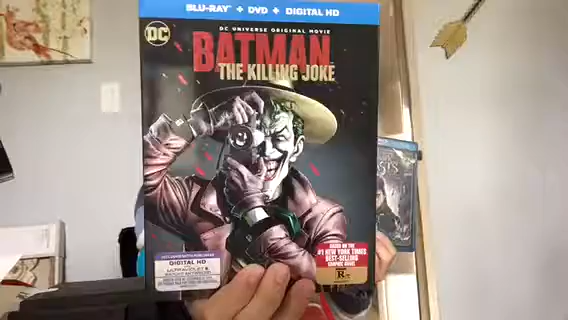 BLU-RAY™ + DVD + DIGITAL HD
DC
DC UNIVERSE ORIGINAL MOVIE
BATMAN
THE KILLING JOKE
BASED ON THE
#1 NEW YORK TIMES
BEST-SELLING
GRAPHIC NOVEL
DIGITAL HD
R